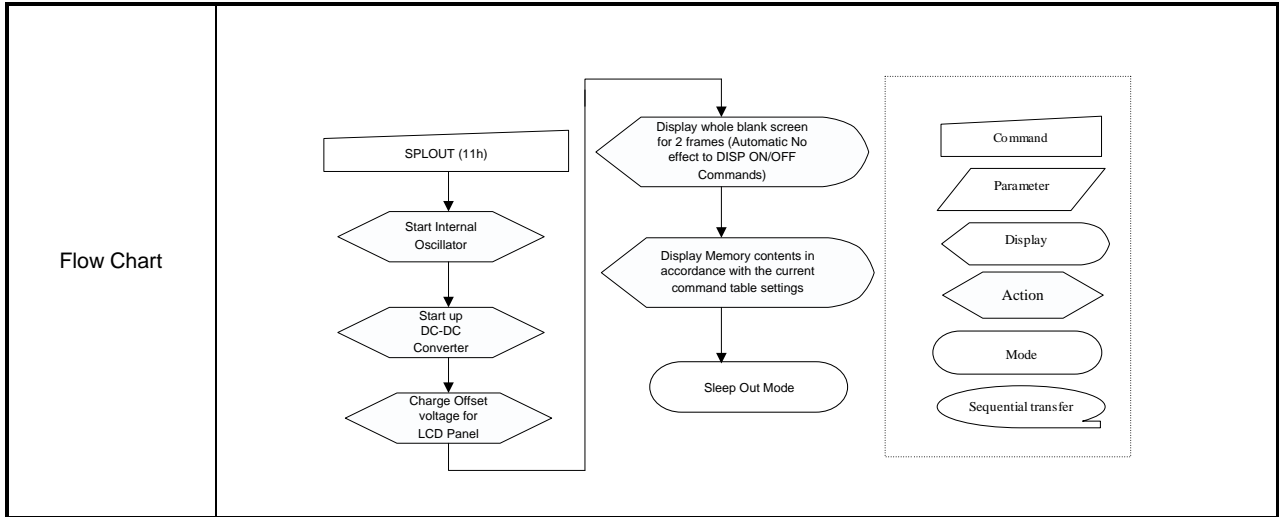 Flow Chart
SPLOUT (11h)
Start Internal
Oscillator
Start up
DC-DC
Converter
Charge Offset
voltage for
LCD Panel
Display whole blank screen
for 2 frames (Automatic No
effect to DISP ON/OFF
Commands)
Display Memory contents in
accordance with the current
command table settings
Sleep Out Mode
Command
Parameter
Display
Action
Mode
Sequential transfer